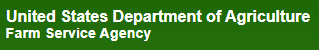 United States Department of Agriculture
Farm Service Agency